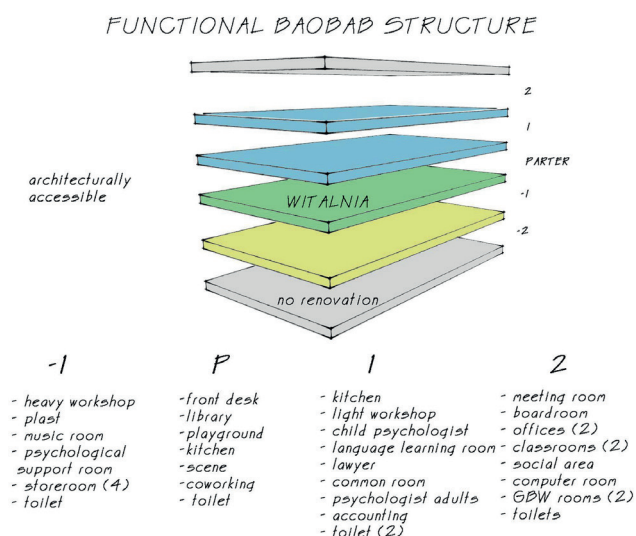 FUNCTIONAL BAOBAB STRUCTURE
2
1
PARTER
architecturally
accessible
-1
WITALNIA
-2
no renovation
-1
- heavy workshop
- plast
- music room
- psychological
support room
- storeroom (4)
- toilet
P
-front desk
-library
-playground
-kitchen
-scene
-coworking
- toilet
1
- kitchen
- light workshop
- child psychologist
- language learning room
- lawyer
- common room
- psychologist adults
- accounting
- toilet (2)
2
- meeting room
- boardroom
- offices (2)
- classrooms (2)
- social area
- computer room
- GBW rooms (2)
- toilets